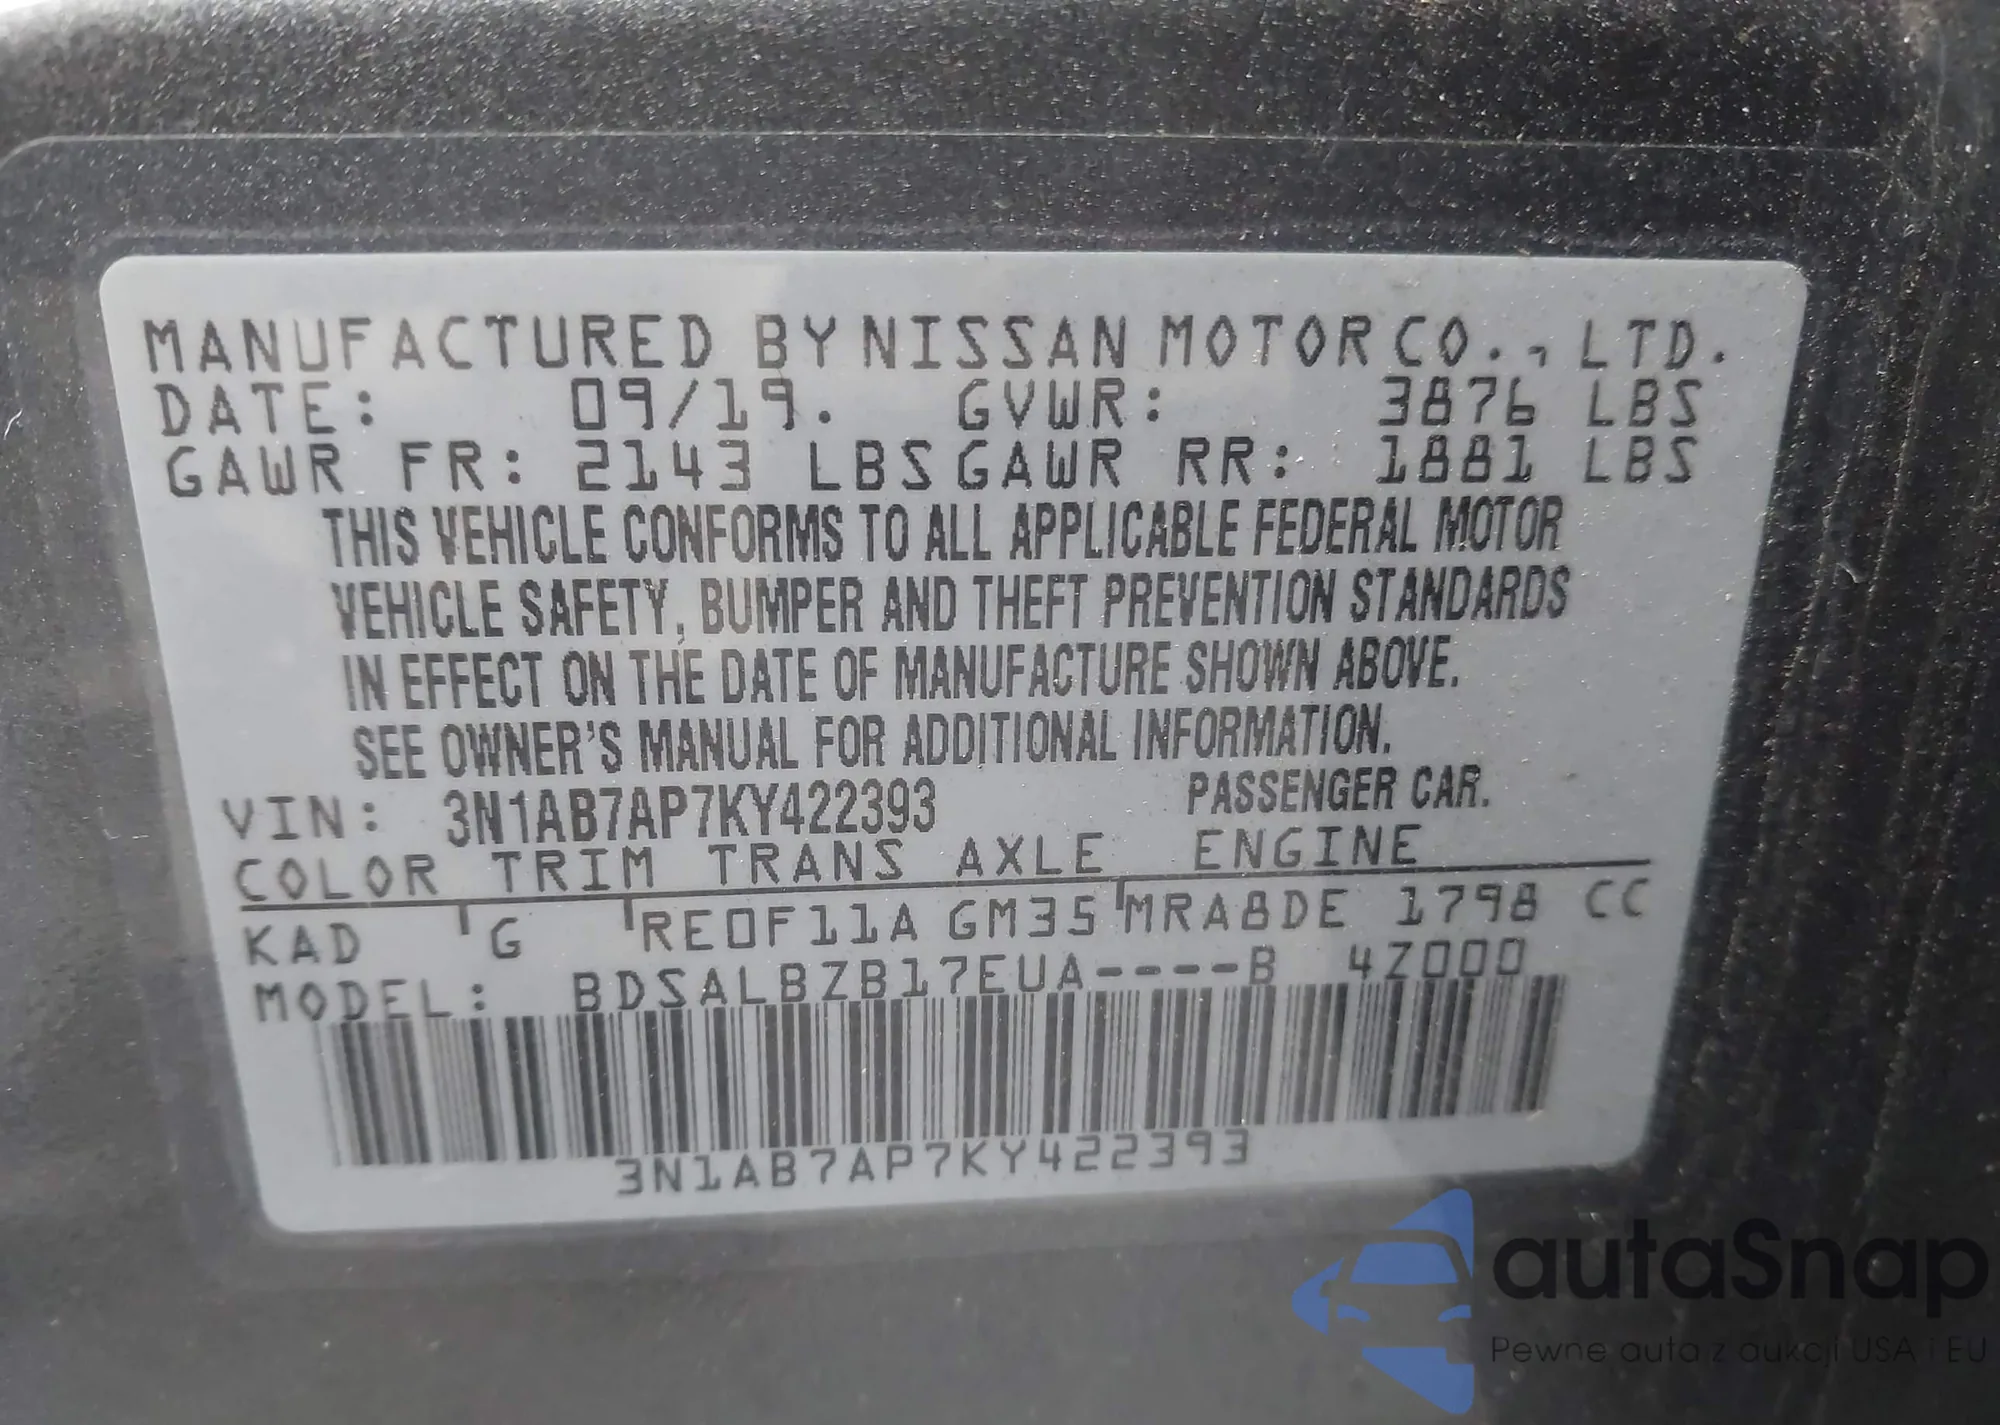 MANUFACTURED BY NISSAN MOTOR CO., LTD.
DATE: 09/19. GVWR: 3876 LBS
GAWR FR: 2143 LBS GAWR RR: 1881 LBS
THIS VEHICLE CONFORMS TO ALL APPLICABLE FEDERAL MOTOR
VEHICLE SAFETY, BUMPER AND THEFT PREVENTION STANDARDS
IN EFFECT ON THE DATE OF MANUFACTURE SHOWN ABOVE.
SEE OWNER'S MANUAL FOR ADDITIONAL INFORMATION.
VIN: 3N1AB7AP7KY422393 PASSENGER CAR.
COLOR TRIM TRANS AXLE ENGINE
KAD G RE0F11A GM35 MRA8DE 1798 CC
MODEL: BDSALBZB17EUA----B 4Z000
3N1AB7AP7KY422393
autaSnap
Pewne auta z aukcji USA i EU